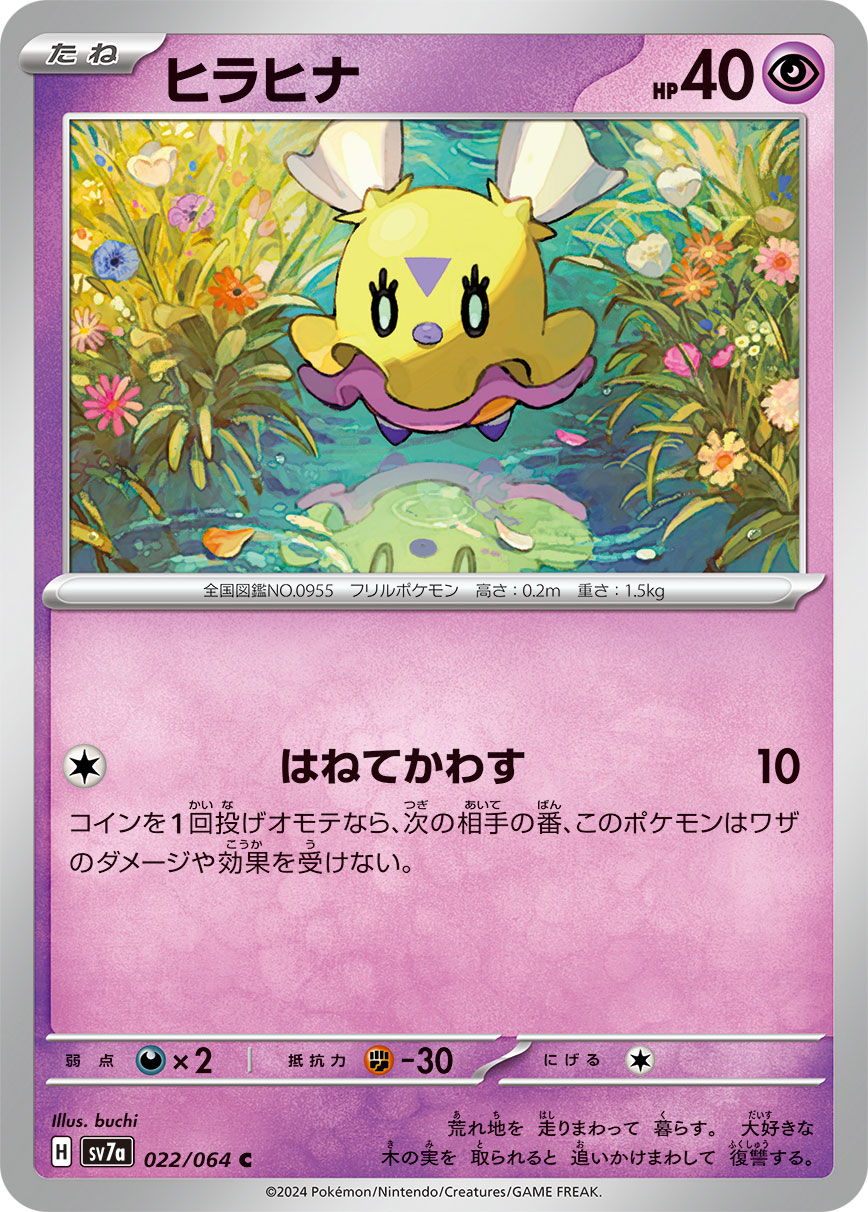 たね ヒラヒナ HP40
全国図鑑NO.0955 フリルポケモン 高さ:0.2m 重さ:1.5kg
はねてかわす 10
コインを1回投げオモテなら、次の相手の番、このポケモンはワザ
のダメージや効果を受けない。
弱点 ×2 抵抗力 -30 にげる
Illus. buchi
荒れ地を 走りまわって 暮らす。 大好きな
木の実を 取られると 追いかけまわして 復讐する。
H sv7a 022/064 C
©2024 Pokémon/Nintendo/Creatures/GAME FREAK.